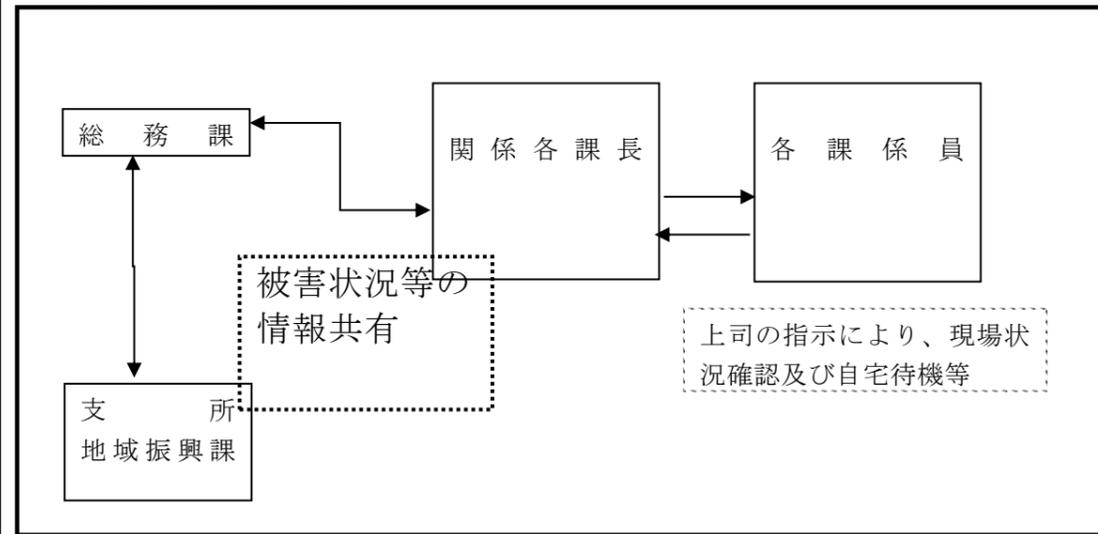 総務課
関係各課長
各課係員
被害状況等の
情報共有
上司の指示により、現場状
況確認及び自宅待機等
支所
地域振興課